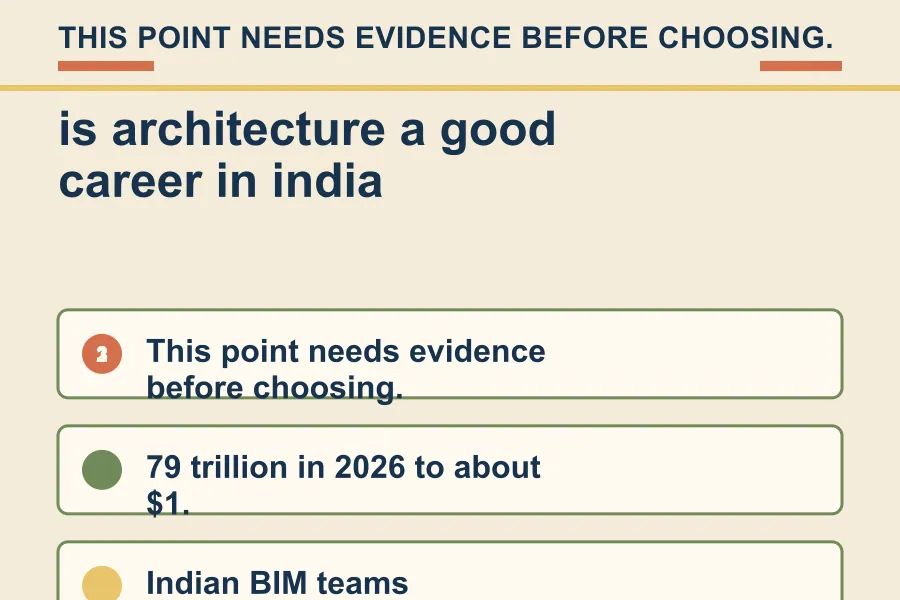 THIS POINT NEEDS EVIDENCE BEFORE CHOOSING.
is architecture a good
career in india
This point needs evidence
before choosing.
79 trillion in 2026 to about
$1.
Indian BIM teams